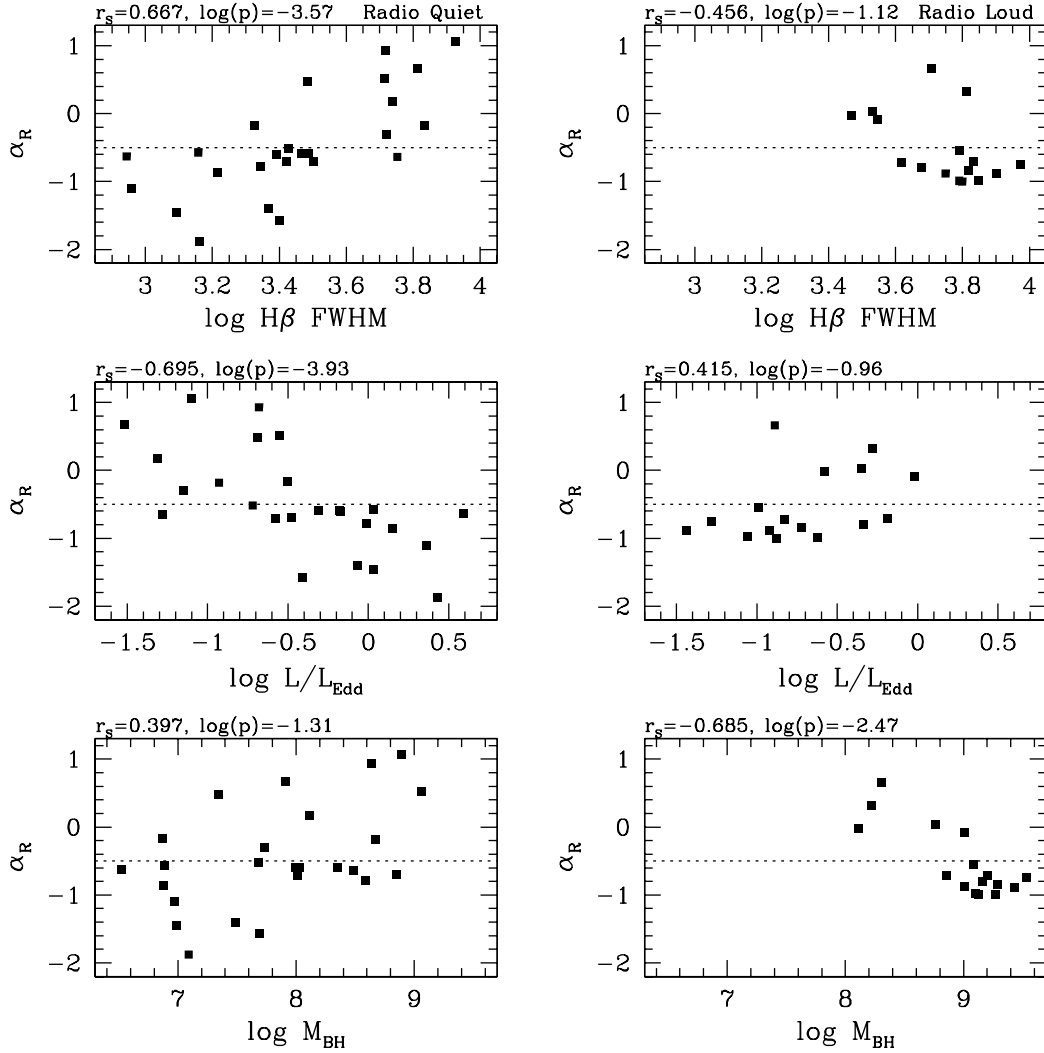 r_s=0.667, log(p)=−3.57 Radio Quiet
r_s=−0.456, log(p)=−1.12 Radio Loud
1
0
−1
−2
α_R
3 3.2 3.4 3.6 3.8 4
log Hβ FWHM
1
0
−1
−2
α_R
3 3.2 3.4 3.6 3.8 4
log Hβ FWHM
r_s=−0.695, log(p)=−3.93
r_s=0.415, log(p)=−0.96
1
0
−1
−2
α_R
−1.5 −1 −0.5 0 0.5
log L/L_Edd
1
0
−1
−2
α_R
−1.5 −1 −0.5 0 0.5
log L/L_Edd
r_s=0.397, log(p)=−1.31
r_s=−0.685, log(p)=−2.47
1
0
−1
−2
α_R
7 8 9
log M_BH
1
0
−1
−2
α_R
7 8 9
log M_BH